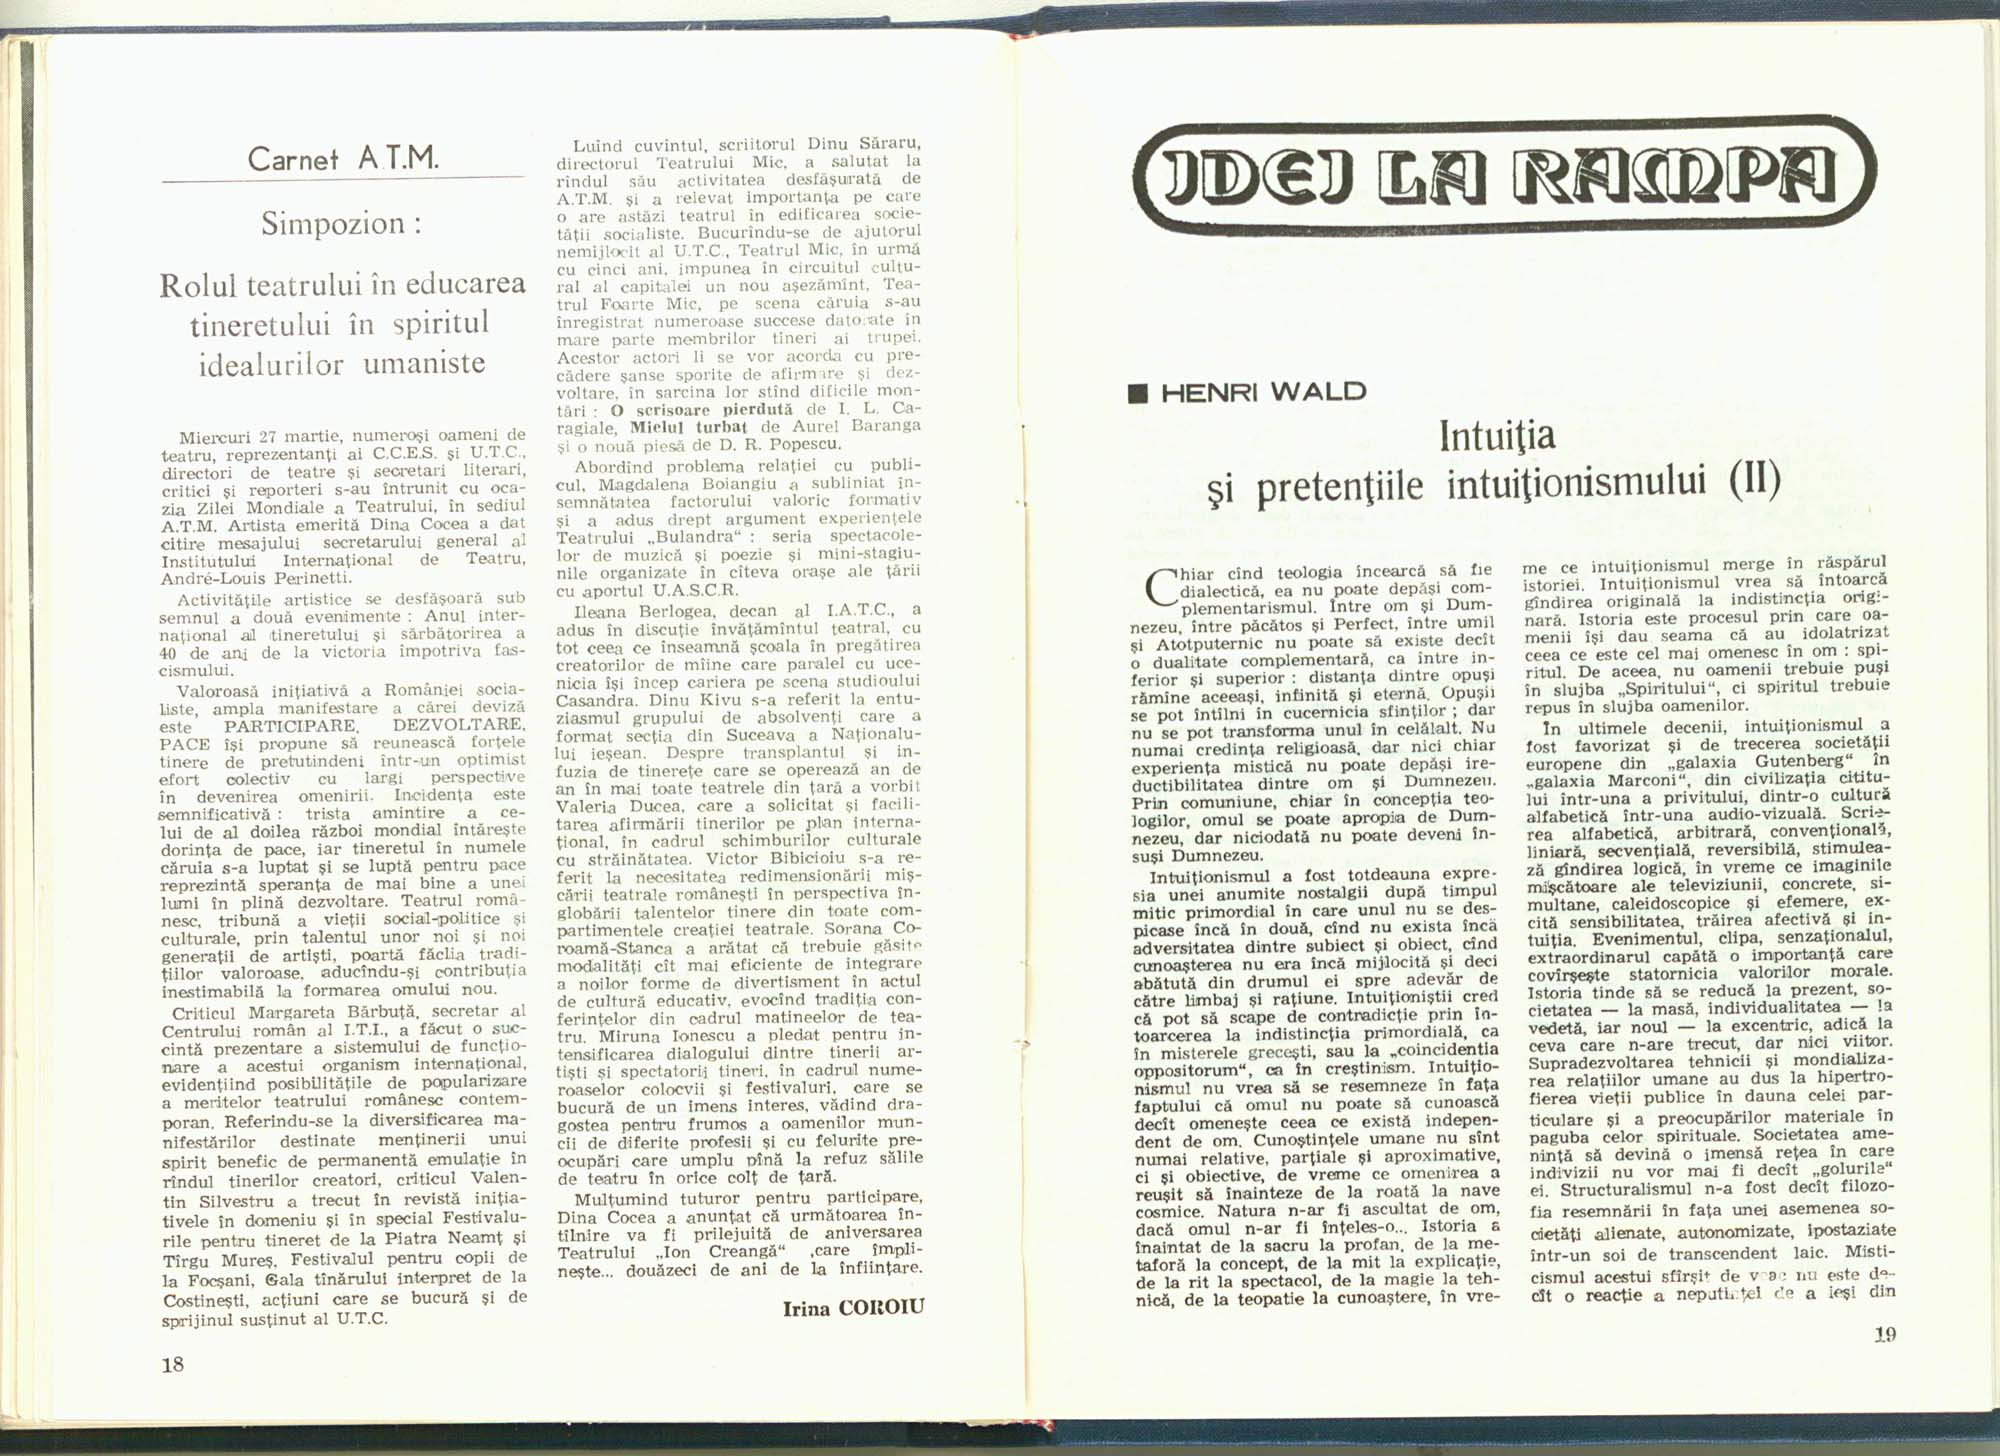 Carnet A.T.M.
Simpozion :
Rolul teatrului în educarea
tineretului în spiritul
idealurilor umaniste
Miercuri 27 martie, numeroşi oameni de
teatru, reprezentanţi ai C.C.E.S. şi U.T.C.,
directori de teatre şi secretari literari,
critici şi reporteri s-au întrunit cu oca-
zia Zilei Mondiale a Teatrului, în sediul
A.T.M. Artista emerită Dina Cocea a dat
citire mesajului secretarului general al
Institutului Internaţional de Teatru,
André-Louis Perinetti.
Activităţile artistice se desfăşoară sub
semnul a două evenimente : Anul inter-
naţional al tineretului şi sărbătorirea a
40 de ani de la victoria împotriva fas-
cismului.
Valoroasă iniţiativă a României socia-
liste, ampla manifestare a cărei deviză
este PARTICIPARE, DEZVOLTARE,
PACE îşi propune să reunească forţele
tinere de pretutindeni într-un optimist
efort colectiv cu largi perspective
în devenirea omenirii. Incidenţa este
semnificativă : trista amintire a ce-
lui de al doilea război mondial întăreşte
dorinţa de pace, iar tineretul în numele
căruia s-a luptat şi se luptă pentru pace
reprezintă speranţa de mai bine a unei
lumi în plină dezvoltare. Teatrul româ-
nesc, tribună a vieţii social-politice şi
culturale, prin talentul unor noi şi noi
generaţii de artişti, poartă făclia tradi-
ţiilor valoroase, aducîndu-şi contribuţia
inestimabilă la formarea omului nou.
Criticul Margareta Bărbuţă, secretar al
Centrului român al I.T.I., a făcut o suc-
cintă prezentare a sistemului de funcţio-
nare a acestui organism internaţional,
evidenţiind posibilităţile de popularizare
a meritelor teatrului românesc contem-
poran. Referindu-se la diversificarea ma-
nifestărilor destinate menţinerii unui
spirit benefic de permanentă emulaţie în
rîndul tinerilor creatori, criticul Valen-
tin Silvestru a trecut în revistă iniţia-
tivele în domeniu şi în special Festivalu-
rile pentru tineret de la Piatra Neamţ şi
Tîrgu Mureş, Festivalul pentru copii de
la Focşani, Gala tînărului interpret de la
Costineşti, acţiuni care se bucură şi de
sprijinul susţinut al U.T.C.
18
Luînd cuvîntul, scriitorul Dinu Săraru,
directorul Teatrului Mic, a salutat la
rîndul său activitatea desfăşurată de
A.T.M. şi a relevat importanţa pe care
o are astăzi teatrul în edificarea socie-
tăţii socialiste. Bucurîndu-se de ajutorul
nemijlocit al U.T.C., Teatrul Mic, în urmă
cu cinci ani, impunea în circuitul cultu-
ral al capitalei un nou aşezămînt, Tea-
trul Foarte Mic, pe scena căruia s-au
înregistrat numeroase succese datorate în
mare parte membrilor tineri ai trupei.
Acestor actori li se vor acorda cu pre-
cădere şanse sporite de afirmare şi dez-
voltare, în sarcina lor stînd dificile mon-
tări : O scrisoare pierdută de I. L. Ca-
ragiale, Mielul turbat de Aurel Baranga
şi o nouă piesă de D. R. Popescu.
Abordînd problema relaţiei cu publi-
cul, Magdalena Boiangiu a subliniat în-
semnătatea factorului valoric formativ
şi a adus drept argument experienţele
Teatrului „Bulandra“ : seria spectacole-
lor de muzică şi poezie şi mini-stagiu-
nile organizate în cîteva oraşe ale ţării
cu aportul U.A.S.C.R.
Ileana Berlogea, decan al I.A.T.C., a
adus în discuţie învăţămîntul teatral, cu
tot ceea ce înseamnă şcoala în pregătirea
creatorilor de mîine care paralel cu uce-
nicia îşi încep cariera pe scena studioului
Casandra. Dinu Kivu s-a referit la entu-
ziasmul grupului de absolvenţi care a
format secţia din Suceava a Naţionalu-
lui ieşean. Despre transplantul şi in-
fuzia de tinereţe care se operează an de
an în mai toate teatrele din ţară a vorbit
Valeria Ducea, care a solicitat şi facili-
tarea afirmării tinerilor pe plan interna-
ţional, în cadrul schimburilor culturale
cu străinătatea. Victor Bibicioiu s-a re-
ferit la necesitatea redimensionării miş-
cării teatrale româneşti în perspectiva în-
globării talentelor tinere din toate com-
partimentele creaţiei teatrale. Sorana Co-
roamă-Stanca a arătat că trebuie găsite
modalităţi cît mai eficiente de integrare
a noilor forme de divertisment în actul
de cultură educativ, evocînd tradiţia con-
ferinţelor din cadrul matineelor de tea-
tru. Miruna Ionescu a pledat pentru in-
tensificarea dialogului dintre tinerii ar-
tişti şi spectatorii tineri, în cadrul nume-
roaselor colocvii şi festivaluri, care se
bucură de un imens interes, vădind dra-
gostea pentru frumos a oamenilor mun-
cii de diferite profesii şi cu felurite pre-
ocupări care umplu pînă la refuz sălile
de teatru în orice colţ de ţară.
Mulţumind tuturor pentru participare,
Dina Cocea a anunţat că următoarea în-
tîlnire va fi prilejuită de aniversarea
Teatrului „Ion Creangă“ ,care împli-
neşte... douăzeci de ani de la înfiinţare.
Irina COROIU
IDEI LA RAMPA
■ HENRI WALD
Intuiţia
şi pretenţiile intuiţionismului (II)
Chiar cînd teologia încearcă să fie
dialectică, ea nu poate depăşi com-
plementarismul. Între om şi Dum-
nezeu, între păcătos şi Perfect, între umil
şi Atotputernic nu poate să existe decît
o dualitate complementară, ca între in-
ferior şi superior : distanţa dintre opuşi
rămîne aceeaşi, infinită şi eternă. Opuşii
se pot întîlni în cucernicia sfinţilor ; dar
nu se pot transforma unul în celălalt. Nu
numai credinţa religioasă, dar nici chiar
experienţa mistică nu poate depăşi ire-
ductibilitatea dintre om şi Dumnezeu.
Prin comuniune, chiar în concepţia teo-
logilor, omul se poate apropia de Dum-
nezeu, dar niciodată nu poate deveni în-
suşi Dumnezeu.
Intuiţionismul a fost totdeauna expre-
sia unei anumite nostalgii după timpul
mitic primordial în care unul nu se des-
picase încă în două, cînd nu exista încă
adversitatea dintre subiect şi obiect, cînd
cunoaşterea nu era încă mijlocită şi deci
abătută din drumul ei spre adevăr de
către limbaj şi raţiune. Intuiţioniştii cred
că pot să scape de contradicţie prin în-
toarcerea la indistincţia primordială, ca
în misterele greceşti, sau la „coincidentia
oppositorum“, ca în creştinism. Intuiţio-
nismul nu vrea să se resemneze în faţa
faptului că omul nu poate să cunoască
decît omeneşte ceea ce există indepen-
dent de om. Cunoştinţele umane nu sînt
numai relative, parţiale şi aproximative,
ci şi obiective, de vreme ce omenirea a
reuşit să înainteze de la roată la nave
cosmice. Natura n-ar fi ascultat de om,
dacă omul n-ar fi înţeles-o... Istoria a
înaintat de la sacru la profan, de la me-
taforă la concept, de la mit la explicaţie,
de la rit la spectacol, de la magie la teh-
nică, de la teopatie la cunoaştere, în vre-
me ce intuiţionismul merge în răspărul
istoriei. Intuiţionismul vrea să întoarcă
gîndirea originală la indistincţia origi-
nară. Istoria este procesul prin care oa-
menii îşi dau seama că au idolatrizat
ceea ce este cel mai omenesc în om : spi-
ritul. De aceea, nu oamenii trebuie puşi
în slujba „Spiritului“, ci spiritul trebuie
repus în slujba oamenilor.
În ultimele decenii, intuiţionismul a
fost favorizat şi de trecerea societăţii
europene din „galaxia Gutenberg“ în
„galaxia Marconi“, din civilizaţia cititu-
lui într-una a privitului, dintr-o cultură
alfabetică într-una audio-vizuală. Scrie-
rea alfabetică, arbitrară, convenţională,
liniară, secvenţială, reversibilă, stimulea-
ză gîndirea logică, în vreme ce imaginile
mişcătoare ale televiziunii, concrete, si-
multane, caleidoscopice şi efemere, ex-
cită sensibilitatea, trăirea afectivă şi in-
tuiţia. Evenimentul, clipa, senzaţionalul,
extraordinarul capătă o importanţă care
covîrşeşte statornicia valorilor morale.
Istoria tinde să se reducă la prezent, so-
cietatea — la masă, individualitatea — la
vedetă, iar noul — la excentric, adică la
ceva care n-are trecut, dar nici viitor.
Supradezvoltarea tehnicii şi mondializa-
rea relaţiilor umane au dus la hipertro-
fierea vieţii publice în dauna celei par-
ticulare şi a preocupărilor materiale în
paguba celor spirituale. Societatea ame-
ninţă să devină o imensă reţea în care
indivizii nu vor mai fi decît „golurile“
ei. Structuralismul n-a fost decît filozo-
fia resemnării în faţa unei asemenea so-
cietăţi alienate, autonomizate, ipostaziate
într-un soi de transcendent laic. Misti-
cismul acestui sfîrşit de veac nu este de-
cît o reacţie a neputinţei de a ieşi din
19